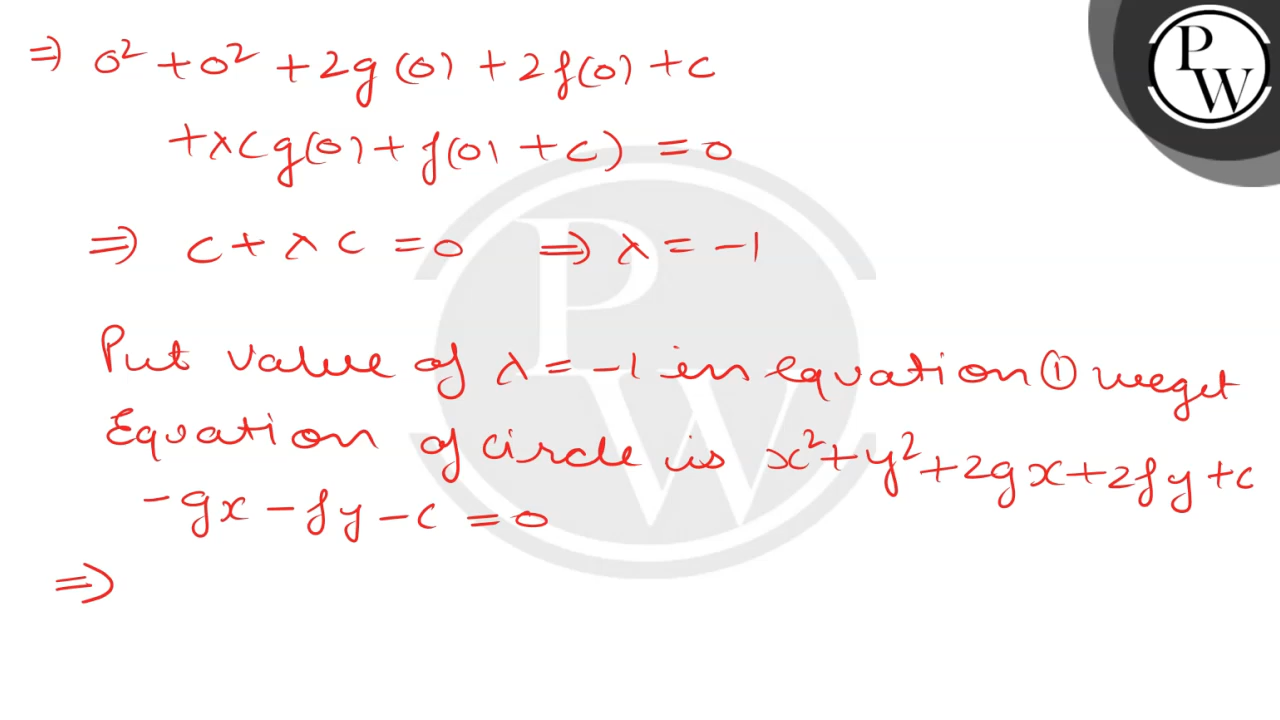 PW
⇒ 0² + 0² + 2g(0) + 2f(0) + c
+ λ(g(0) + f(0) + c) = 0
⇒ c + λc = 0 ⇒ λ = -1
Put value of λ = -1 in equation ① we get
Equation of circle is x² + y² + 2gx + 2fy + c
- gx - fy - c = 0
⇒